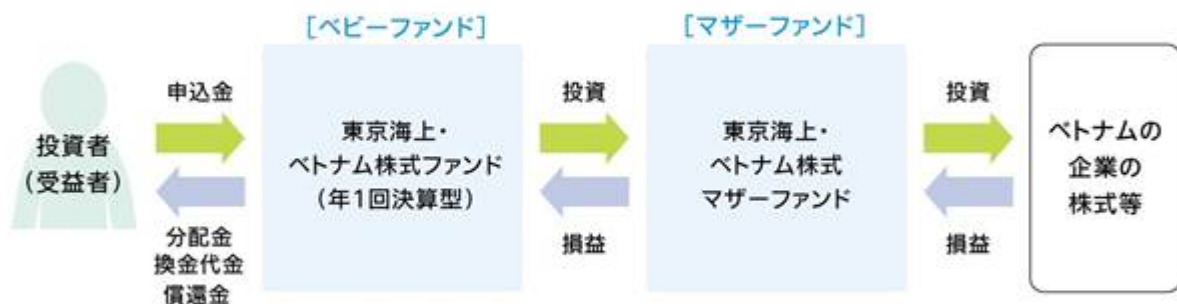 [ベビーファンド]
[マザーファンド]
申込金
投資
投資
投資者
(受益者)
東京海上・
ベトナム株式ファンド
(年1回決算型)
東京海上・
ベトナム株式
マザーファンド
ベトナムの
企業の
株式等
分配金
換金代金
償還金
損益
損益